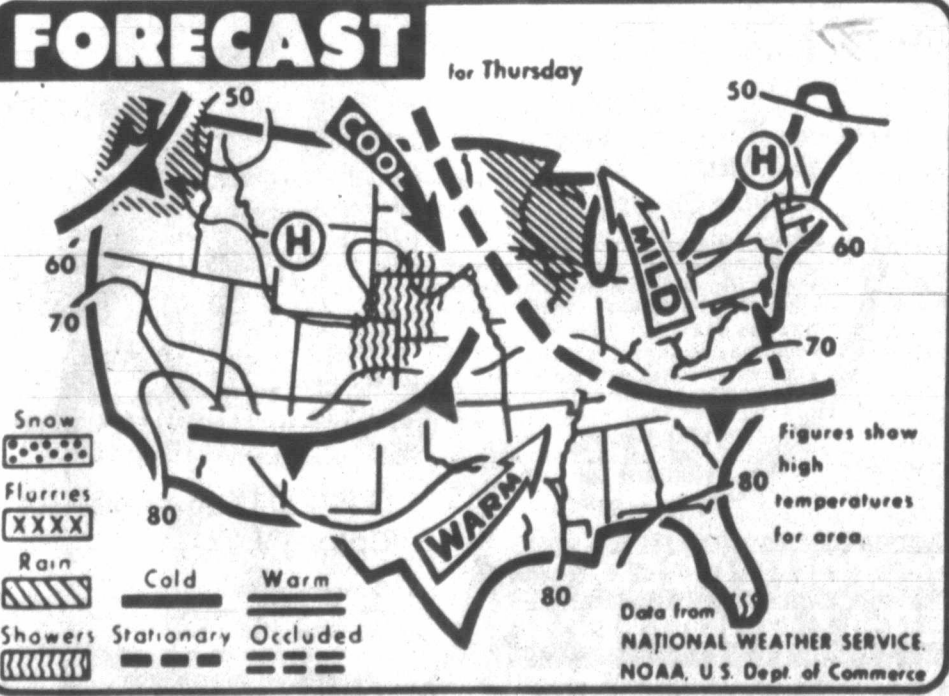 FORECAST
for Thursday
50
COOL
50
H
H
MILD
60
60
70
70
Snow
Figures show
high
temperatures
for area.
80
80
Flurries
XXXX
WARM
Rain
Cold
Warm
80
Data from
Showers
Stationary
Occluded
NATIONAL WEATHER SERVICE,
NOAA, U.S. Dept. of Commerce